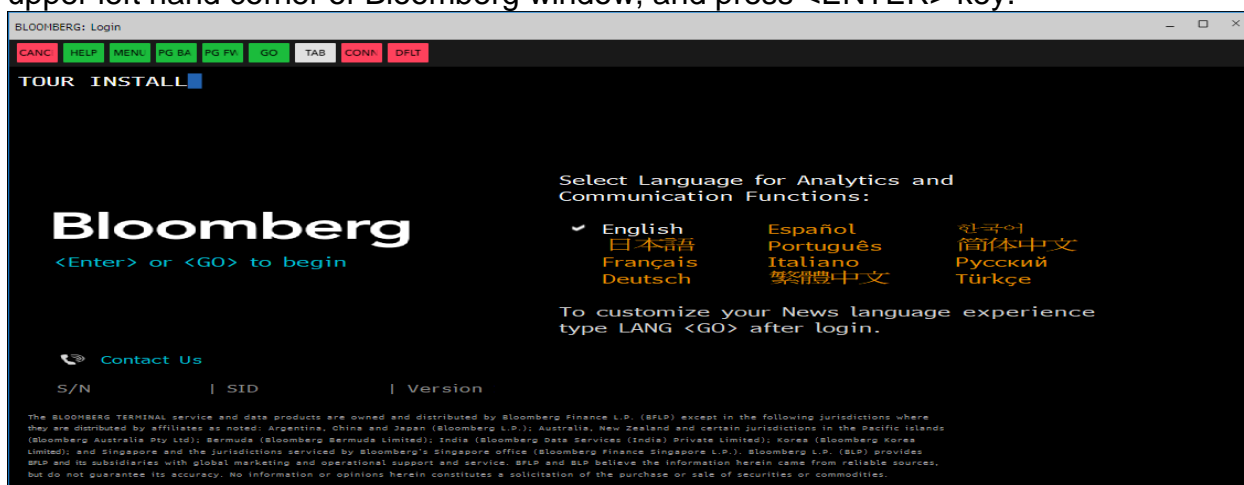 upper left hand corner of Bloomberg window, and press <ENTER> key.
BLOOMBERG: Login
CANC HELP MENU PG BA PG FW GO TAB CONN DFLT
TOUR INSTALL
Select Language for Analytics and
Communication Functions:
Bloomberg
<Enter> or <GO> to begin
English Español 한국어
日本語 Português 简体中文
Français Italiano Русский
Deutsch 繁體中文 Türkçe
To customize your News language experience
type LANG <GO> after login.
Contact Us
S/N | SID | Version
The BLOOMBERG TERMINAL service and data products are owned and distributed by Bloomberg Finance L.P. (BFLP) except in the following jurisdictions where
they are distributed by affiliates as noted: Argentina, China and Japan (Bloomberg L.P.); Australia, New Zealand and certain jurisdictions in the Pacific islands
(Bloomberg Australia Pty Ltd); Bermuda (Bloomberg Bermuda Limited); India (Bloomberg Data Services (India) Private Limited); Korea (Bloomberg Korea
Limited); and Singapore and the jurisdictions serviced by Bloomberg's Singapore office (Bloomberg Finance Singapore L.P.). Bloomberg L.P. (BLP) provides
BFLP and its subsidiaries with global marketing and operational support and service. BFLP and BLP believe the information herein came from reliable sources,
but do not guarantee its accuracy. No information or opinions herein constitutes a solicitation of the purchase or sale of securities or commodities.